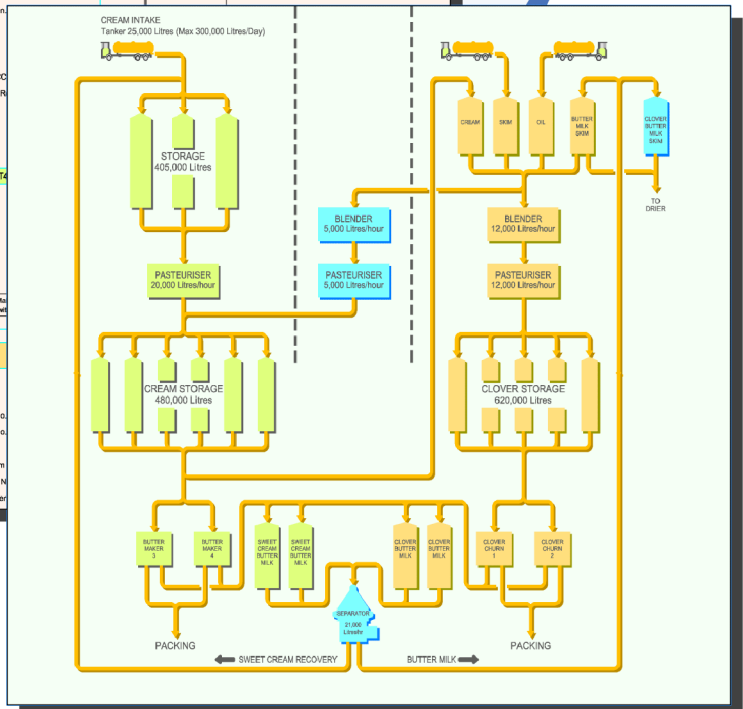 CREAM INTAKE
Tanker 25,000 Litres (Max 300,000 Litres/Day)
STORAGE
405,000 Litres
CREAM
SKIM
OIL
BUTTER
MILK
SKIM
CLOVER
BUTTER
MILK
SKIM
TO
DRIER
BLENDER
5,000 Litres/hour
BLENDER
12,000 Litres/hour
PASTEURISER
20,000 Litres/hour
PASTEURISER
5,000 Litres/hour
PASTEURISER
12,000 Litres/hour
CREAM STORAGE
480,000 Litres
CLOVER STORAGE
620,000 Litres
BUTTER
MAKER
3
BUTTER
MAKER
4
SWEET
CREAM
BUTTER
MILK
SWEET
CREAM
BUTTER
MILK
CLOVER
BUTTER
MILK
CLOVER
BUTTER
MILK
CLOVER
CHURN
1
CLOVER
CHURN
2
SEPARATOR
Litres/hr
PACKING
SWEET CREAM RECOVERY
BUTTER MILK
PACKING